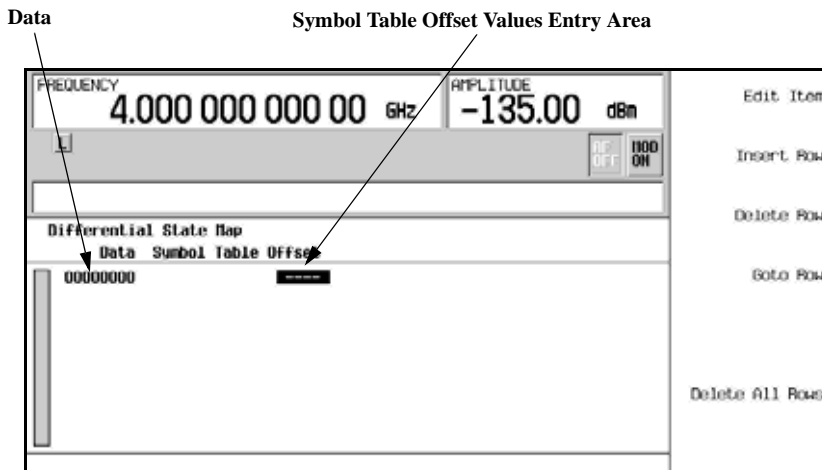 Data
Symbol Table Offset Values Entry Area
FREQUENCY
4.000 000 000 00 GHz
AMPLITUDE
-135.00 dBm
Edit Item
L
RF OFF
MOD ON
Insert Row
Delete Row
Differential State Map
Data Symbol Table Offset
00000000 ----
Goto Row
Delete All Rows